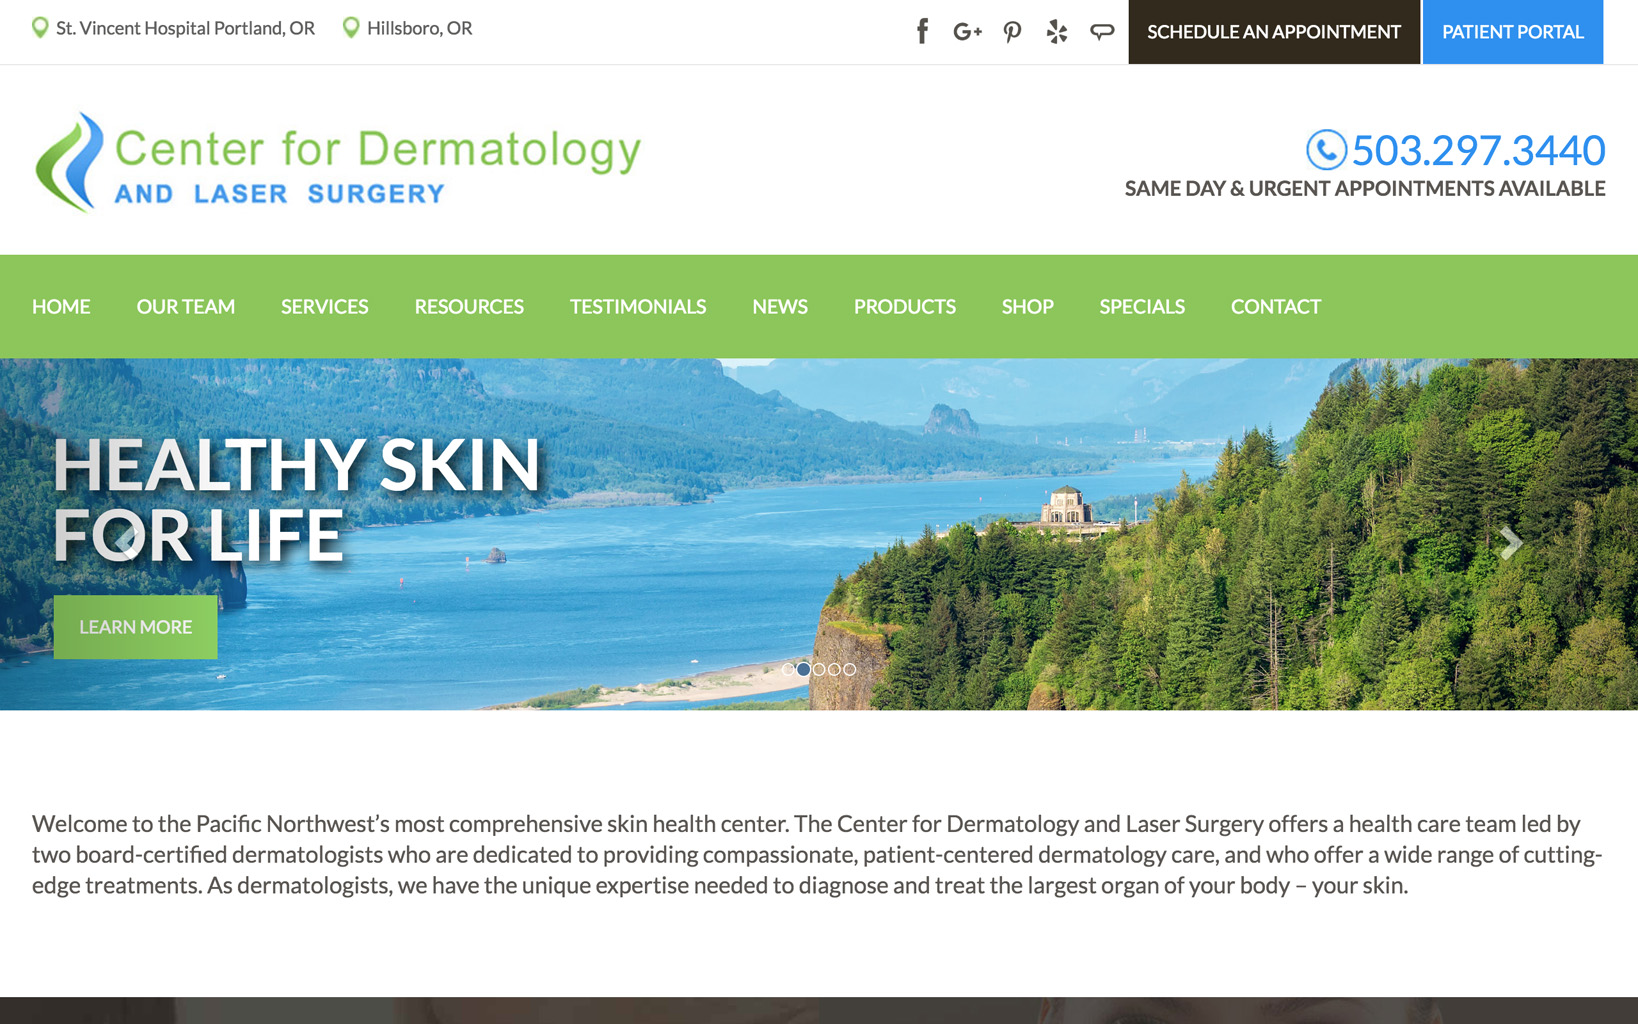 St. Vincent Hospital Portland, OR
Hillsboro, OR
SCHEDULE AN APPOINTMENT
PATIENT PORTAL
Center for Dermatology
AND LASER SURGERY
503.297.3440
SAME DAY & URGENT APPOINTMENTS AVAILABLE
HOME OUR TEAM SERVICES RESOURCES TESTIMONIALS NEWS PRODUCTS SHOP SPECIALS CONTACT
HEALTHY SKIN
FOR LIFE
LEARN MORE
Welcome to the Pacific Northwest’s most comprehensive skin health center. The Center for Dermatology and Laser Surgery offers a health care team led by
two board-certified dermatologists who are dedicated to providing compassionate, patient-centered dermatology care, and who offer a wide range of cutting-
edge treatments. As dermatologists, we have the unique expertise needed to diagnose and treat the largest organ of your body – your skin.